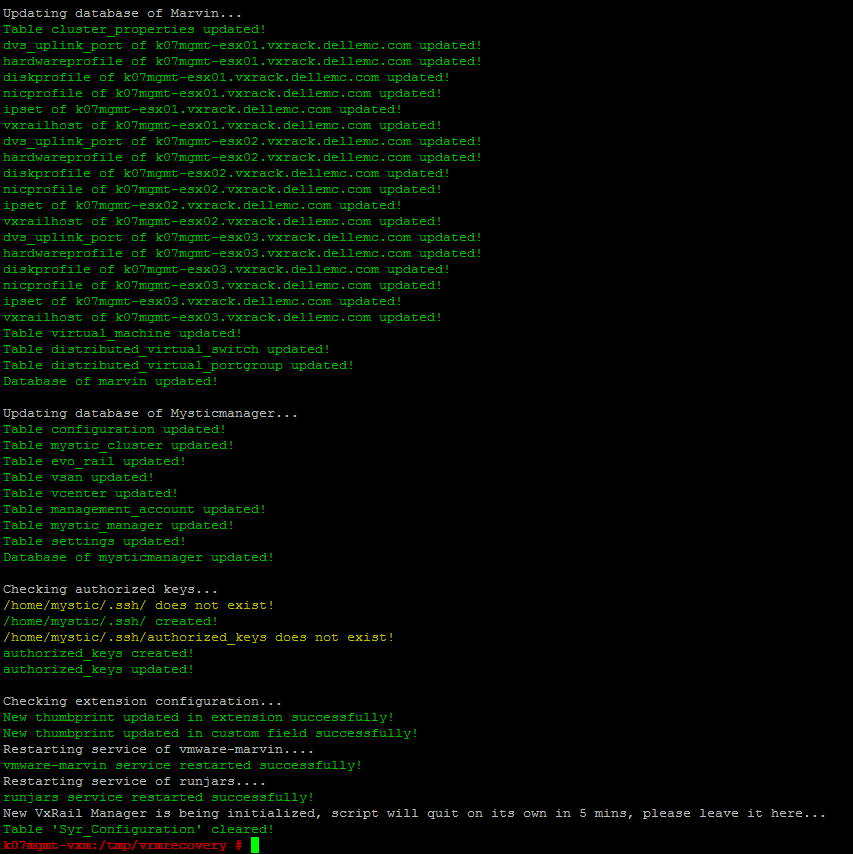 Updating database of Marvin...
Table cluster_properties updated!
dvs_uplink_port of k07mgmt-esx01.vxrack.dellemc.com updated!
hardwareprofile of k07mgmt-esx01.vxrack.dellemc.com updated!
diskprofile of k07mgmt-esx01.vxrack.dellemc.com updated!
nicprofile of k07mgmt-esx01.vxrack.dellemc.com updated!
ipset of k07mgmt-esx01.vxrack.dellemc.com updated!
vxrailhost of k07mgmt-esx01.vxrack.dellemc.com updated!
dvs_uplink_port of k07mgmt-esx02.vxrack.dellemc.com updated!
hardwareprofile of k07mgmt-esx02.vxrack.dellemc.com updated!
diskprofile of k07mgmt-esx02.vxrack.dellemc.com updated!
nicprofile of k07mgmt-esx02.vxrack.dellemc.com updated!
ipset of k07mgmt-esx02.vxrack.dellemc.com updated!
vxrailhost of k07mgmt-esx02.vxrack.dellemc.com updated!
dvs_uplink_port of k07mgmt-esx03.vxrack.dellemc.com updated!
hardwareprofile of k07mgmt-esx03.vxrack.dellemc.com updated!
diskprofile of k07mgmt-esx03.vxrack.dellemc.com updated!
nicprofile of k07mgmt-esx03.vxrack.dellemc.com updated!
ipset of k07mgmt-esx03.vxrack.dellemc.com updated!
vxrailhost of k07mgmt-esx03.vxrack.dellemc.com updated!
Table virtual_machine updated!
Table distributed_virtual_switch updated!
Table distributed_virtual_portgroup updated!
Database of marvin updated!

Updating database of Mysticmanager...
Table configuration updated!
Table mystic_cluster updated!
Table evo_rail updated!
Table vsan updated!
Table vcenter updated!
Table management_account updated!
Table mystic_manager updated!
Table settings updated!
Database of mysticmanager updated!

Checking authorized keys...
/home/mystic/.ssh/ does not exist!
/home/mystic/.ssh/ created!
/home/mystic/.ssh/authorized_keys does not exist!
authorized_keys created!
authorized_keys updated!

Checking extension configuration...
New thumbprint updated in extension successfully!
New thumbprint updated in custom field successfully!
Restarting service of vmware-marvin....
vmware-marvin service restarted successfully!
Restarting service of runjars....
runjars service restarted successfully!
New VxRail Manager is being initialized, script will quit on its own in 5 mins, please leave it here...
Table 'Syr_Configuration' cleared!
k07mgmt-vxm:/tmp/vrmrecovery #